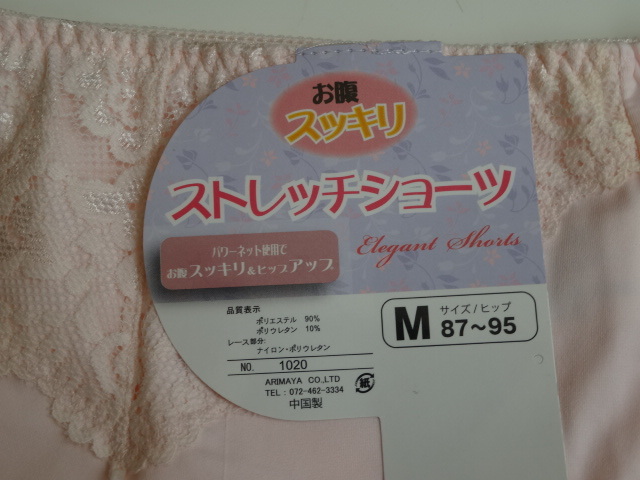 お腹
スッキリ
ストレッチショーツ
パワーネット使用で
お腹スッキリ&ヒップアップ
Elegant Shorts
品質表示
ポリエステル 90%
ポリウレタン 10%
レース部分:
ナイロン・ポリウレタン
NO. 1020
ARIMAYA CO.,LTD
TEL : 072-462-3334
中国製
紙
M サイズ/ヒップ
87~95